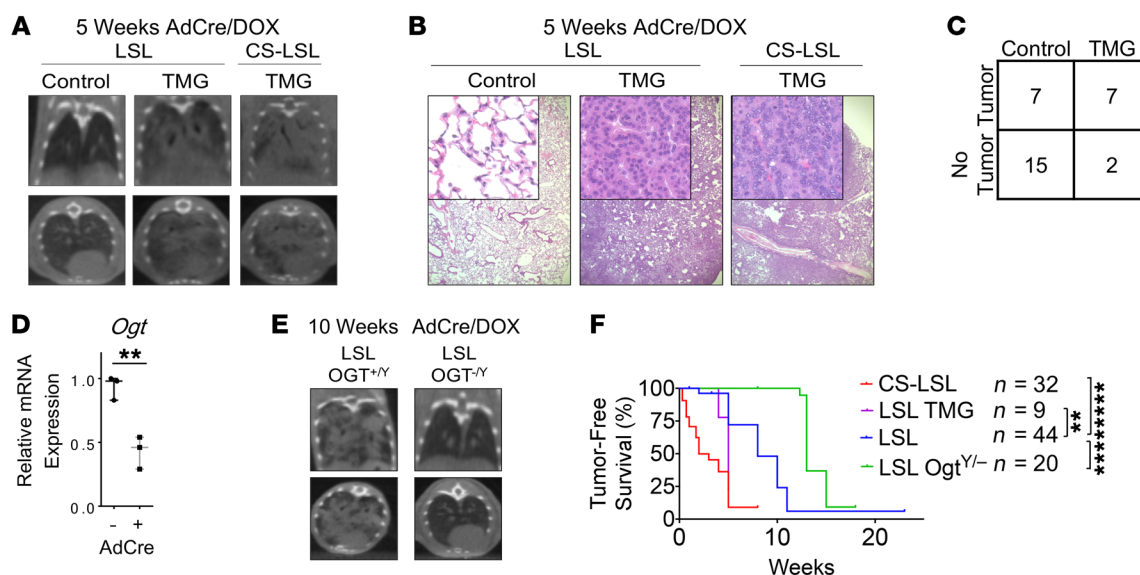 A
5 Weeks AdCre/DOX
LSL
CS-LSL
Control
TMG
TMG
B
5 Weeks AdCre/DOX
LSL
CS-LSL
Control
TMG
TMG
C
Control
TMG
Tumor
7
7
No
Tumor
15
2
D
Ogt
**
Relative mRNA
Expression
1.0
0.5
0.0
-
+
AdCre
E
10 Weeks AdCre/DOX
LSL
OGT+/Y
LSL
OGT-/Y
F
Tumor-Free
Survival (%)
100
75
50
25
0
0
10
20
Weeks
CS-LSL n = 32
LSL TMG n = 9
LSL n = 44
LSL OgtY/– n = 20
**
****
****